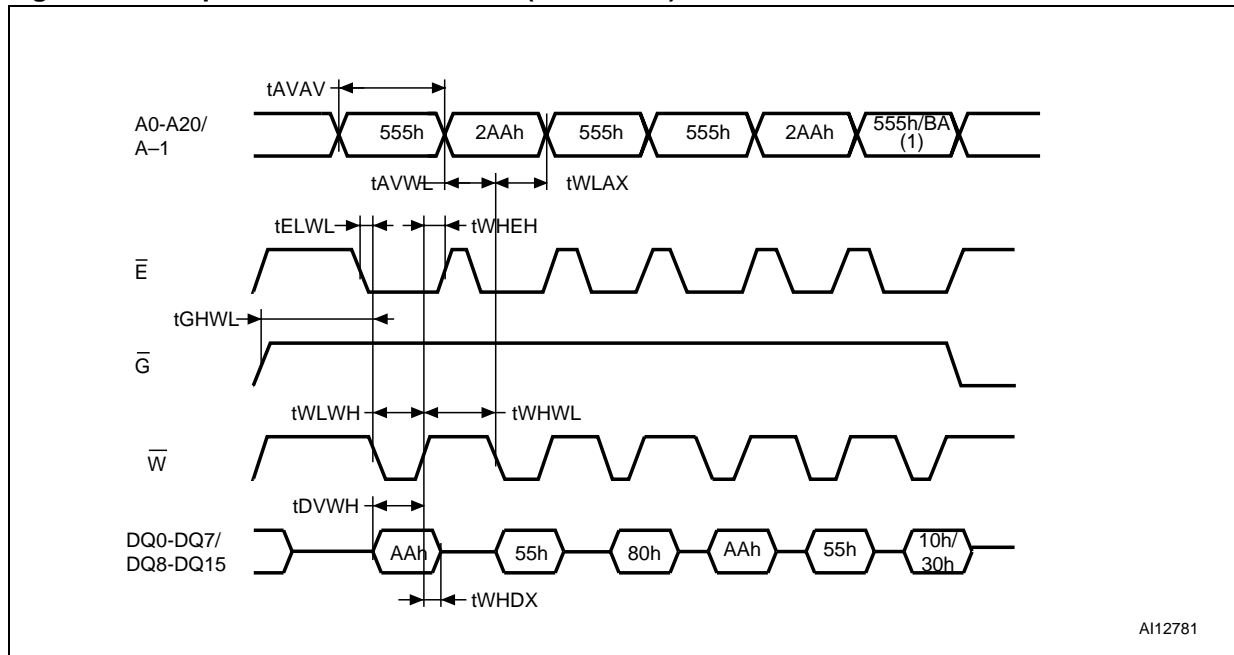 tAVAV
A0-A20/
A–1
555h
2AAh
555h
555h
2AAh
555h/BA
(1)
tAVWL
tWLAX
tELWL
tWHEH
E
tGHWL
G
tWLWH
tWHWL
W
tDVWH
DQ0-DQ7/
DQ8-DQ15
AAh
55h
80h
AAh
55h
10h/
30h
tWHDX
AI12781